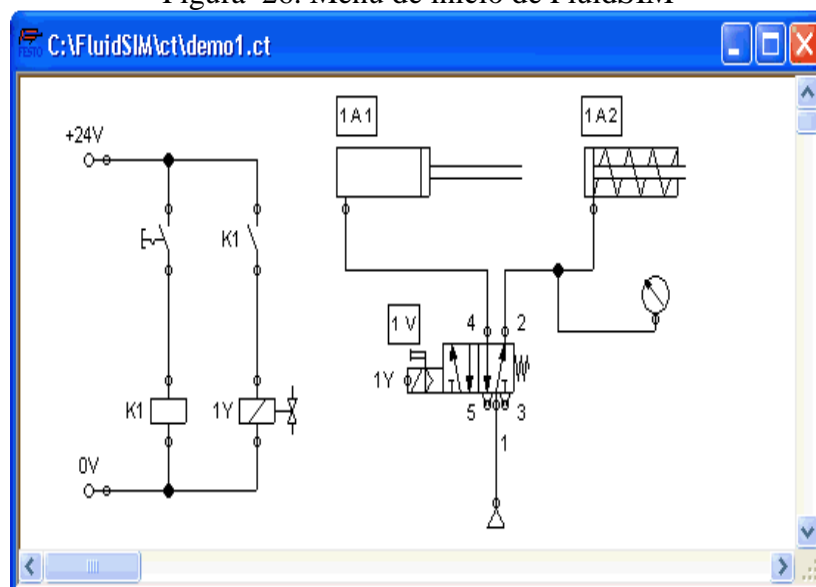 Figura 28. Menú de inicio de FluidSIM
FESTO C:\FluidSIM\ct\demo1.ct
1A1
1A2
+24V
K1
1V
4
2
1Y
5
3
K1
1Y
1
0V